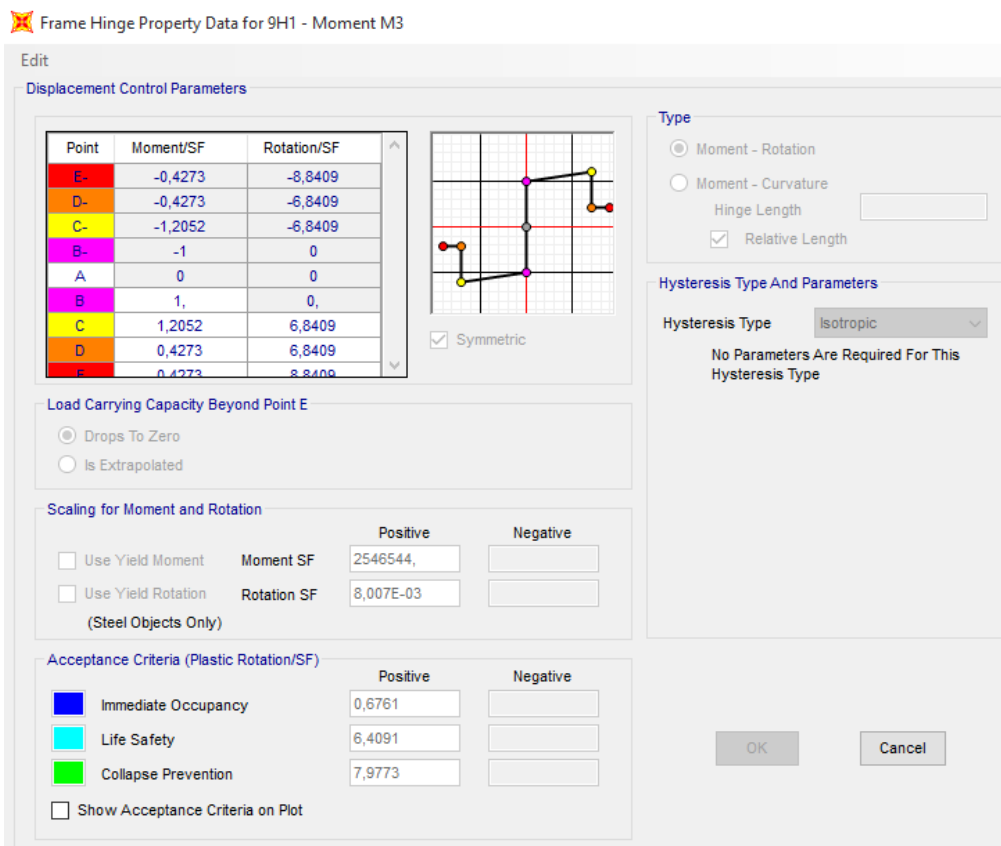 Frame Hinge Property Data for 9H1 - Moment M3
Edit
Displacement Control Parameters
Point Moment/SF Rotation/SF
E- -0,4273 -8,8409
D- -0,4273 -6,8409
C- -1,2052 -6,8409
B- -1 0
A 0 0
B 1, 0,
C 1,2052 6,8409
D 0,4273 6,8409
E 0,4273 8,8409
Symmetric
Type
Moment - Rotation
Moment - Curvature
Hinge Length
Relative Length
Hysteresis Type And Parameters
Hysteresis Type Isotropic
No Parameters Are Required For This
Hysteresis Type
Load Carrying Capacity Beyond Point E
Drops To Zero
Is Extrapolated
Scaling for Moment and Rotation
Positive Negative
Use Yield Moment Moment SF 2546544,
Use Yield Rotation Rotation SF 8,007E-03
(Steel Objects Only)
Acceptance Criteria (Plastic Rotation/SF)
Positive Negative
Immediate Occupancy 0,6761
Life Safety 6,4091
Collapse Prevention 7,9773
Show Acceptance Criteria on Plot
OK Cancel